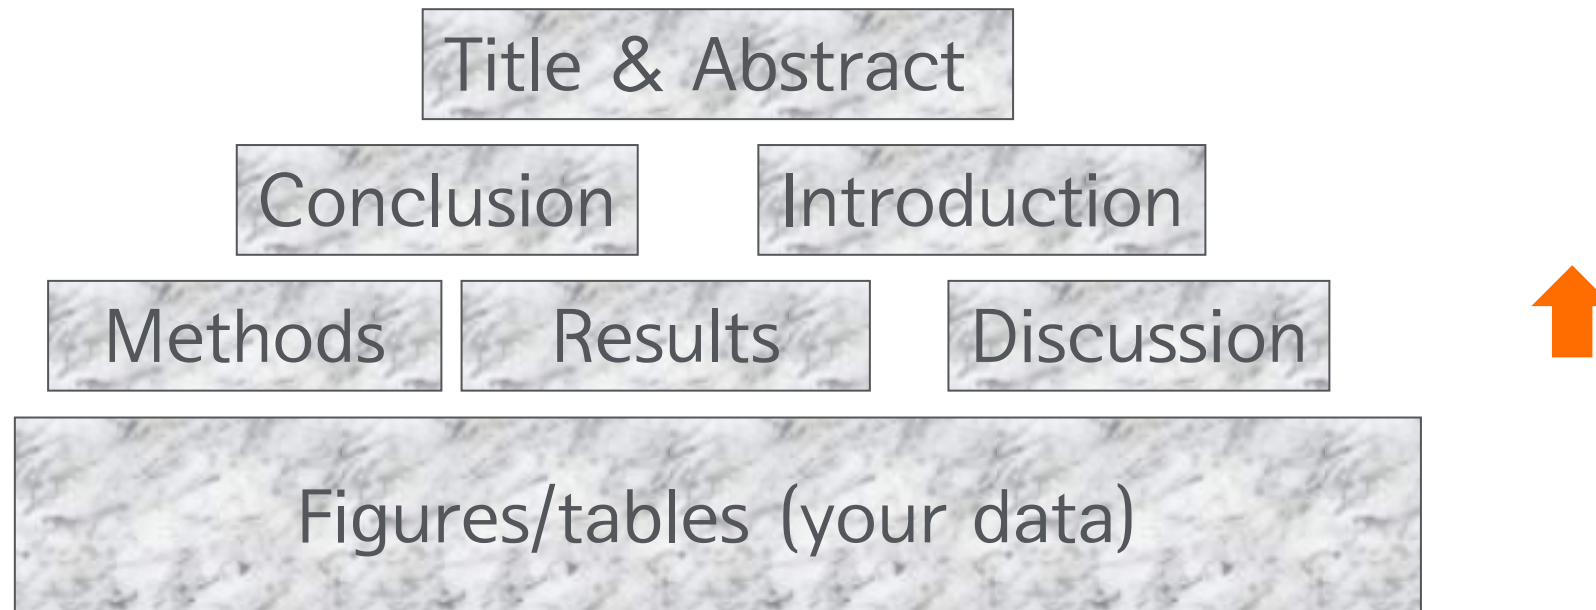 Title & Abstract
Conclusion Introduction
Methods Results Discussion
Figures/tables (your data)